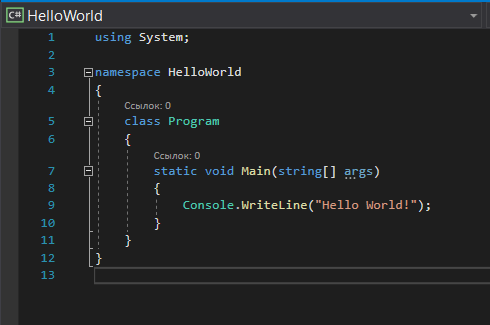 C# HelloWorld
1 using System;
2
3 namespace HelloWorld
4 {
Ссылок: 0
5 class Program
6 {
Ссылок: 0
7 static void Main(string[] args)
8 {
9 Console.WriteLine("Hello World!");
10 }
11 }
12 }
13